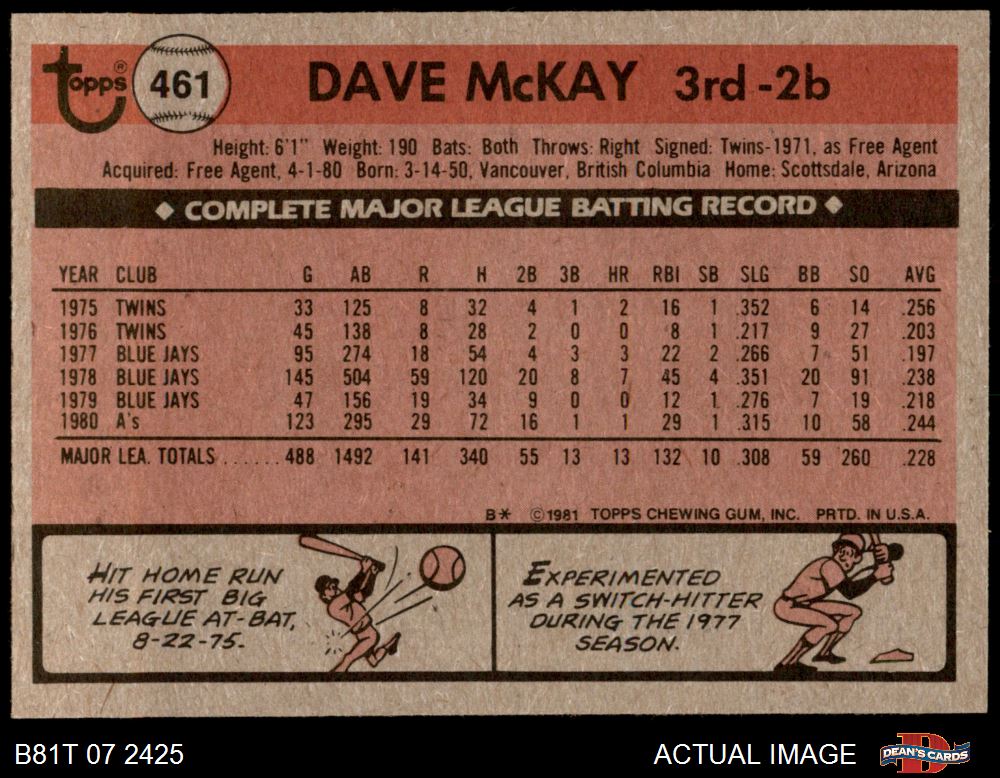 topps® 461 DAVE McKAY 3rd-2b
Height: 6'1" Weight: 190 Bats: Both Throws: Right Signed: Twins-1971, as Free Agent
Acquired: Free Agent, 4-1-80 Born: 3-14-50, Vancouver, British Columbia Home: Scottsdale, Arizona
◆ COMPLETE MAJOR LEAGUE BATTING RECORD ◆
YEAR CLUB G AB R H 2B 3B HR RBI SB SLG BB SO AVG
1975 TWINS 33 125 8 32 4 1 2 16 1 .352 6 14 .256
1976 TWINS 45 138 8 28 2 0 0 8 1 .217 9 27 .203
1977 BLUE JAYS 95 274 18 54 4 3 3 22 2 .266 7 51 .197
1978 BLUE JAYS 145 504 59 120 20 8 7 45 4 .351 20 91 .238
1979 BLUE JAYS 47 156 19 34 9 0 0 12 1 .276 7 19 .218
1980 A's 123 295 29 72 16 1 1 29 1 .315 10 58 .244
MAJOR LEA. TOTALS ...... 488 1492 141 340 55 13 13 132 10 .308 59 260 .228
B* ©1981 TOPPS CHEWING GUM, INC. PRTD. IN U.S.A.
HIT HOME RUN
HIS FIRST BIG
LEAGUE AT-BAT,
8-22-75.
EXPERIMENTED
AS A SWITCH-HITTER
DURING THE 1977
SEASON.
B81T 07 2425 ACTUAL IMAGE DEAN'S CARDS